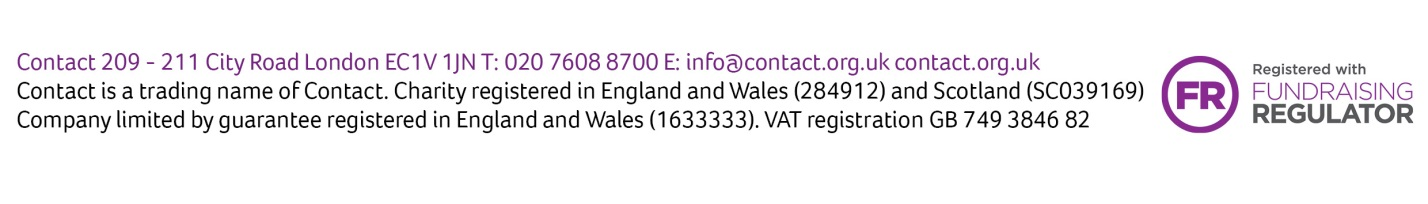 Contact 209 - 211 City Road London EC1V 1JN T: 020 7608 8700 E: info@contact.org.uk contact.org.uk
Contact is a trading name of Contact. Charity registered in England and Wales (284912) and Scotland (SC039169)
Company limited by guarantee registered in England and Wales (1633333). VAT registration GB 749 3846 82
FR
Registered with
FUNDRAISING
REGULATOR